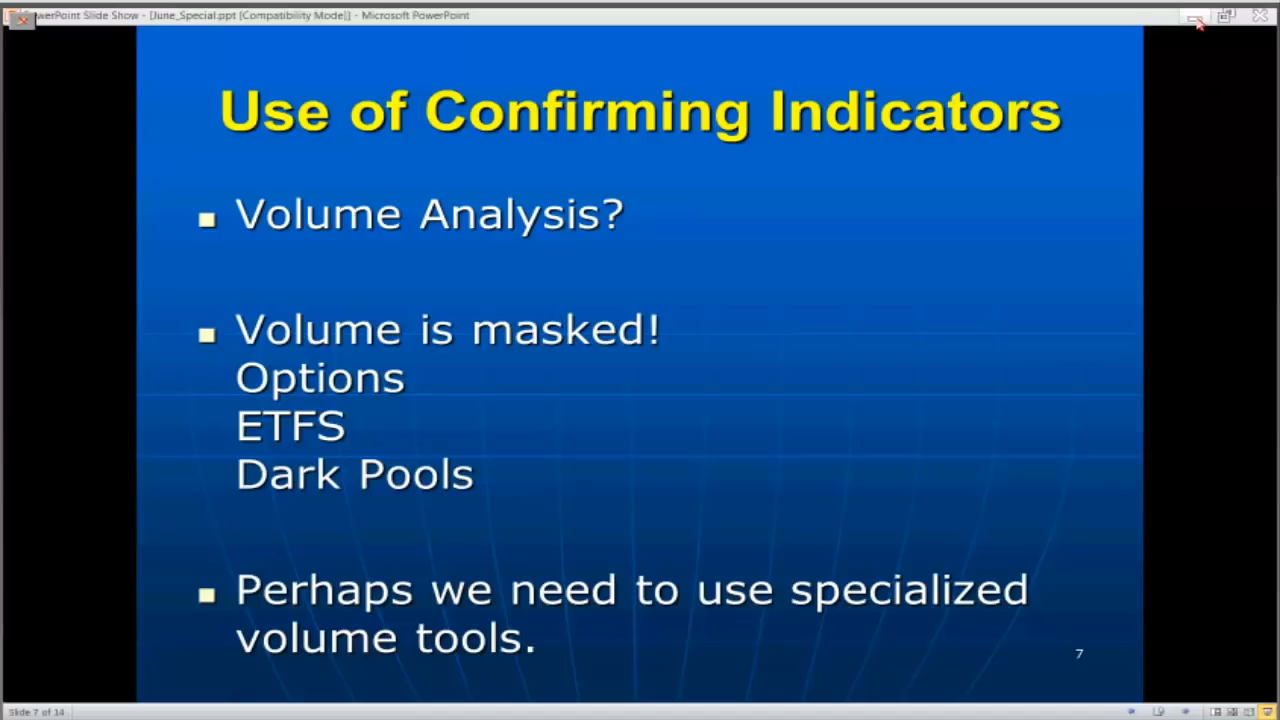 PowerPoint Slide Show - [June_Special.ppt [Compatibility Mode]] - Microsoft PowerPoint
Use of Confirming Indicators
Volume Analysis?
Volume is masked!
Options
ETFS
Dark Pools
Perhaps we need to use specialized
volume tools.
7
Slide 7 of 14